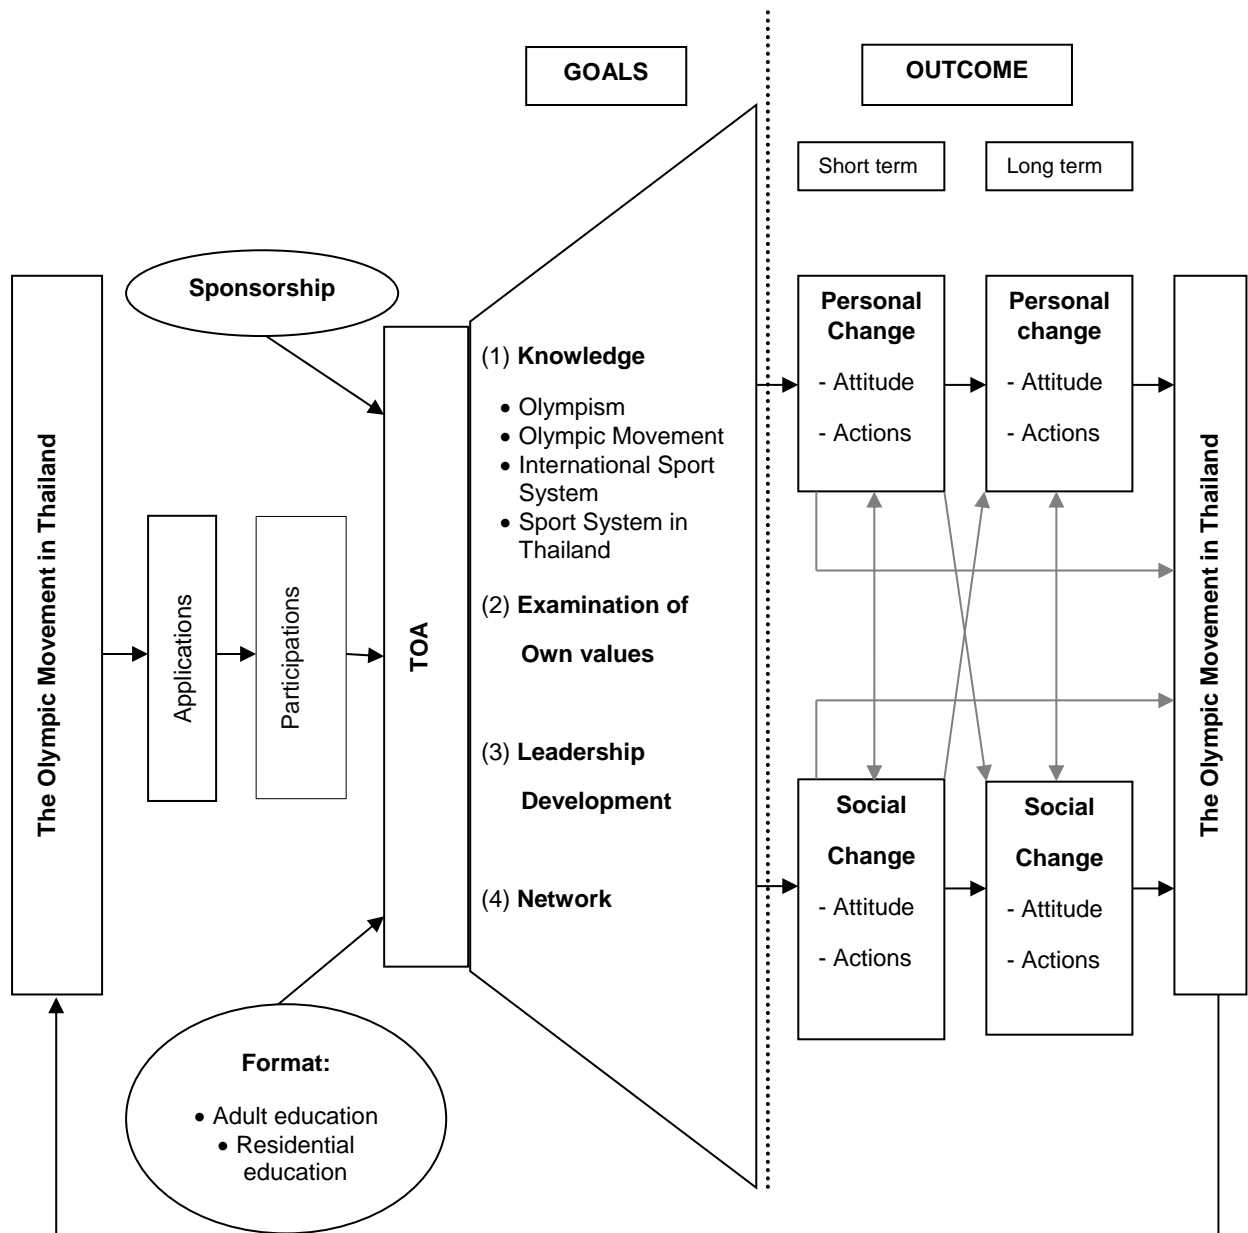 GOALS
OUTCOME
Short term
Long term
The Olympic Movement in Thailand
Sponsorship
Applications
Participations
Format:
• Adult education
• Residential
education
TOA
(1) Knowledge
• Olympism
• Olympic Movement
• International Sport
System
• Sport System in
Thailand
(2) Examination of
Own values
(3) Leadership
Development
(4) Network
Personal
Change
- Attitude
- Actions
Personal
change
- Attitude
- Actions
Social
Change
- Attitude
- Actions
Social
Change
- Attitude
- Actions
The Olympic Movement in Thailand